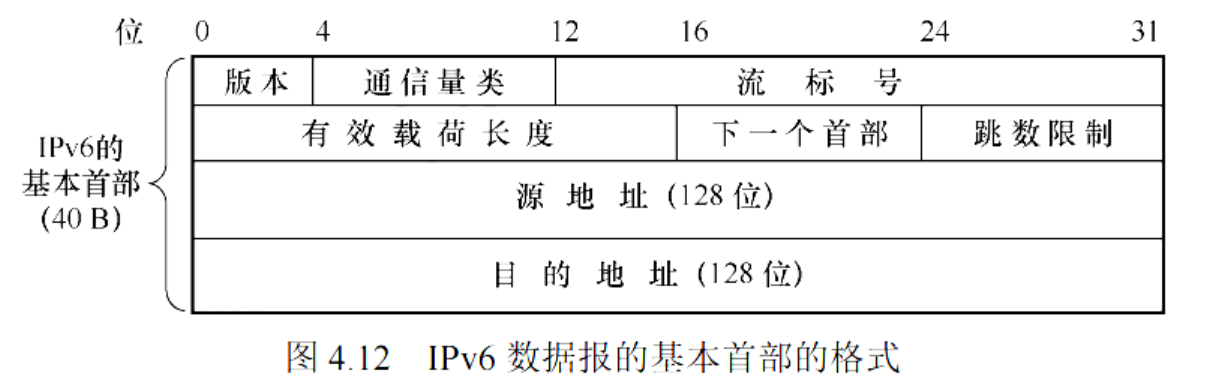 位 0 4 12 16 24 31
版本 通信量类 流标号
有效载荷长度 下一个首部 跳数限制
IPv6的
基本首部
(40 B)
源地址(128 位)
目的地址(128 位)
图 4.12 IPv6 数据报的基本首部的格式